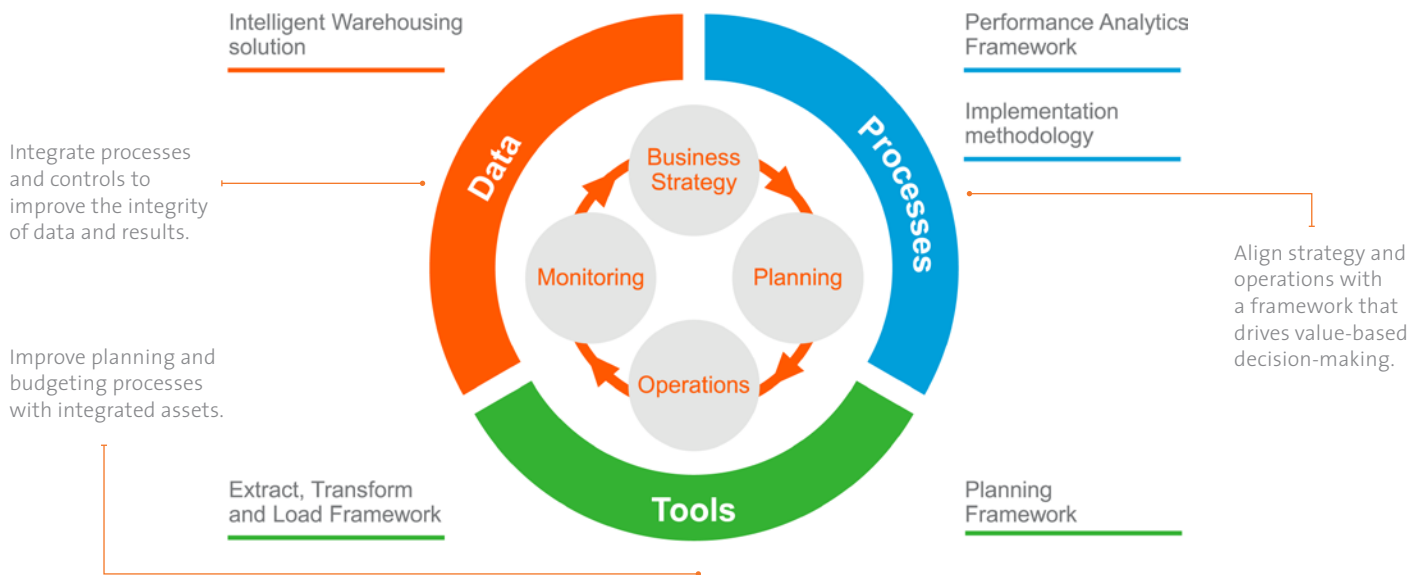 Intelligent Warehousing
solution
Performance Analytics
Framework
Implementation
methodology
Integrate processes
and controls to
improve the integrity
of data and results.
Data
Processes
Business
Strategy
Monitoring
Planning
Operations
Align strategy and
operations with
a framework that
drives value-based
decision-making.
Improve planning and
budgeting processes
with integrated assets.
Extract, Transform
and Load Framework
Tools
Planning
Framework